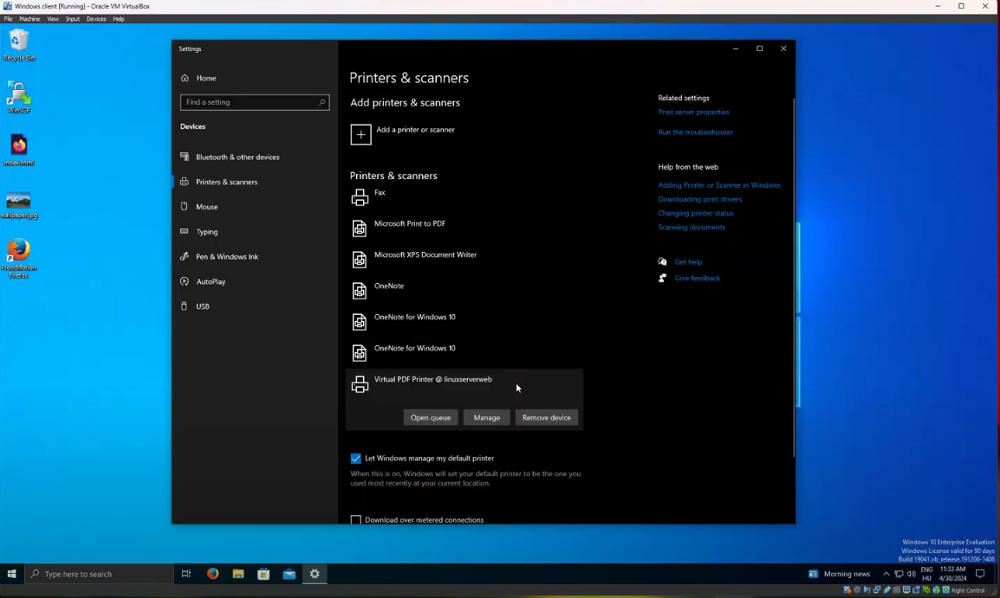 Windows client [Running] - Oracle VM VirtualBox
File Machine View Input Devices Help
Recycle Bin
WinSCP
index.html
wallpaper.jpg
FrontMotion
Firefox
Settings
Home
Find a setting
Devices
Bluetooth & other devices
Printers & scanners
Mouse
Typing
Pen & Windows Ink
AutoPlay
USB
Printers & scanners
Add printers & scanners
Add a printer or scanner
Printers & scanners
Fax
Microsoft Print to PDF
Microsoft XPS Document Writer
OneNote
OneNote for Windows 10
OneNote for Windows 10
Virtual PDF Printer @ linuxserverweb
Open queue Manage Remove device
Let Windows manage my default printer
When this is on, Windows will set your default printer to be the one you
used most recently at your current location.
Download over metered connections
Related settings
Print server properties
Run the troubleshooter
Help from the web
Adding Printer or Scanner in Windows
Downloading print drivers
Changing printer status
Scanning documents
Get help
Give feedback
Windows 10 Enterprise Evaluation
Windows License valid for 90 days
Build 19041.vb_release.191206-1406
Type here to search
Morning news
ENG
HU
11:33 AM
4/30/2024
Right Control